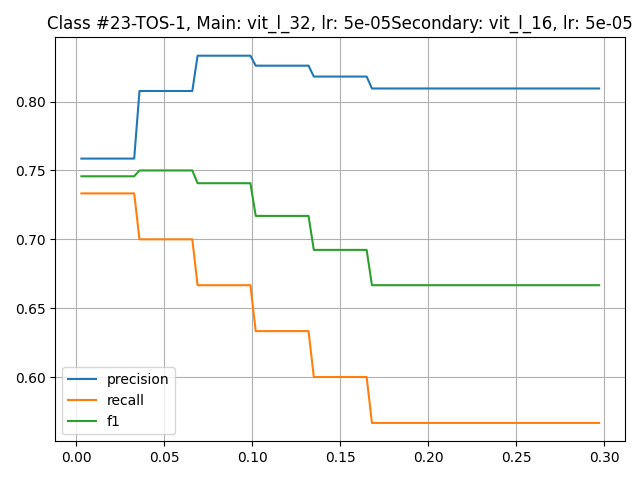 Class #23-TOS-1, Main: vit_l_32, lr: 5e-05Secondary: vit_l_16, lr: 5e-05
0.80
0.75
0.70
0.65
0.60
precision
recall
f1
0.00 0.05 0.10 0.15 0.20 0.25 0.30